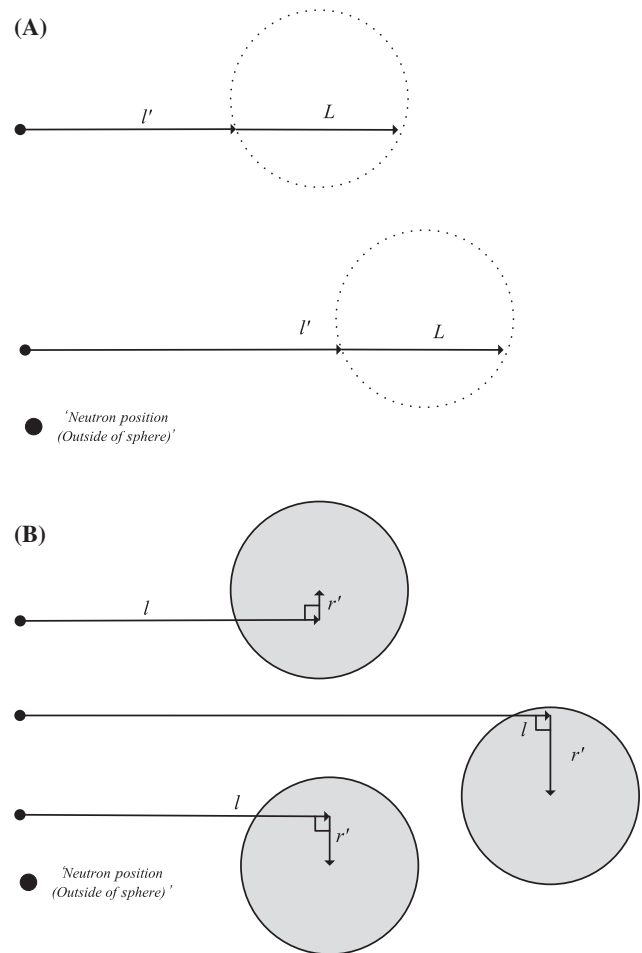 (A)
l'
L
l'
L
'Neutron position
(Outside of sphere)'
(B)
l
r'
l
r'
l
r'
'Neutron position
(Outside of sphere)'